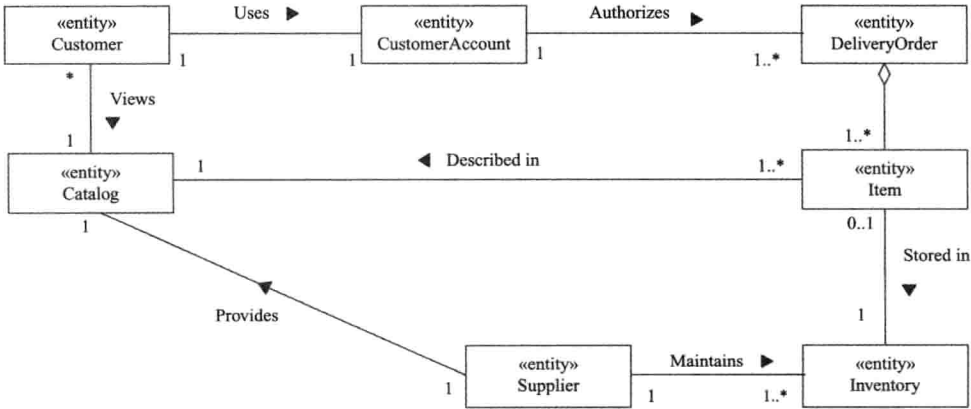 «entity»
Customer
Uses
1
1
«entity»
CustomerAccount
Authorizes
1
1..*
«entity»
DeliveryOrder
*
Views
1
1..*
«entity»
Catalog
1
Described in
1..*
«entity»
Item
1
0..1
Stored in
Provides
1
1
«entity»
Supplier
Maintains
1
1..*
«entity»
Inventory